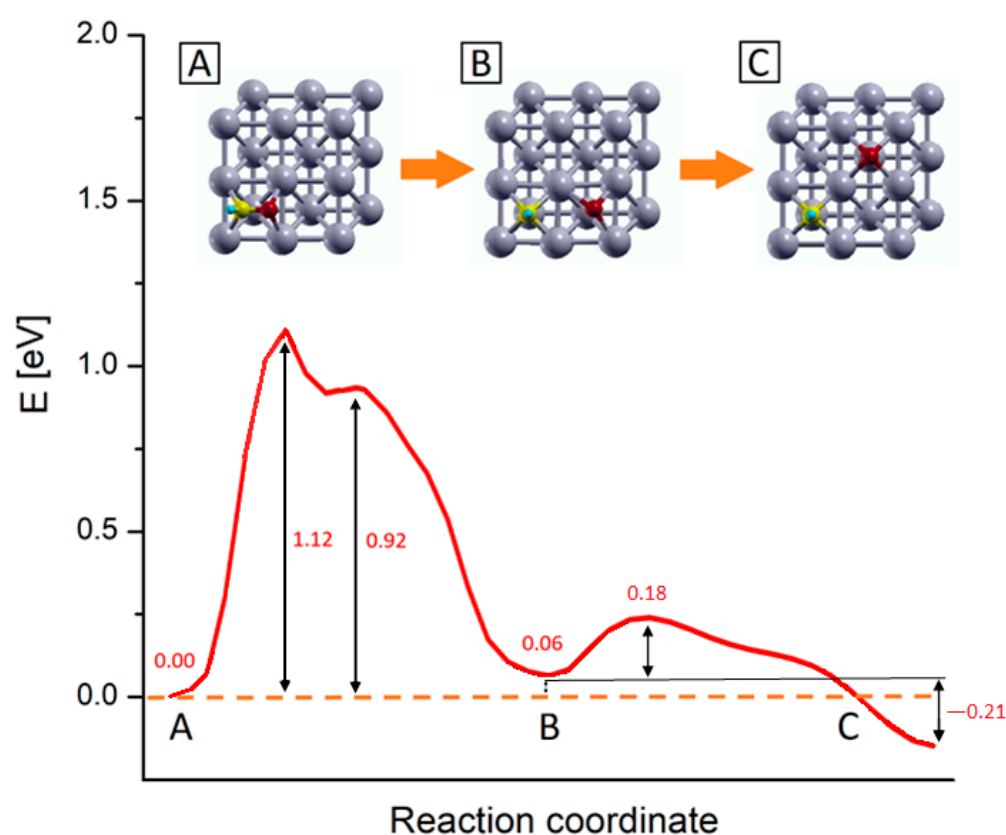 2.0
A
B
C
1.5
1.0
E [eV]
1.12
0.92
0.5
0.18
0.06
0.00
0.0
—0.21
A
B
C
Reaction coordinate